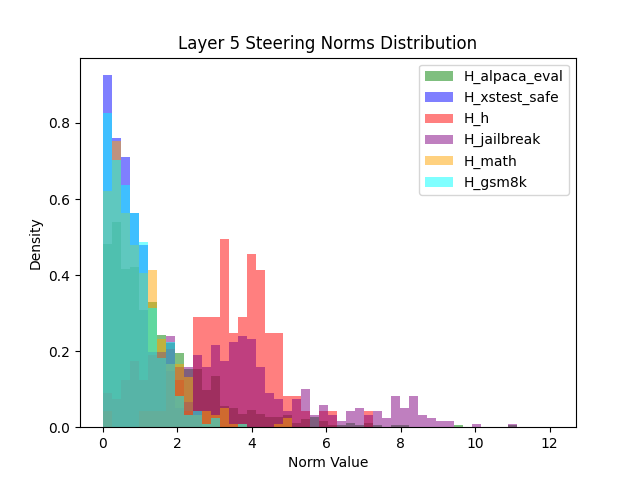 Layer 5 Steering Norms Distribution
H_alpaca_eval
H_xstest_safe
H_h
H_jailbreak
H_math
H_gsm8k
Density
0.8
0.6
0.4
0.2
0.0
0 2 4 6 8 10 12
Norm Value